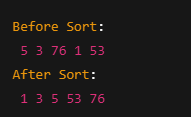 Before Sort:
5 3 76 1 53
After Sort:
1 3 5 53 76